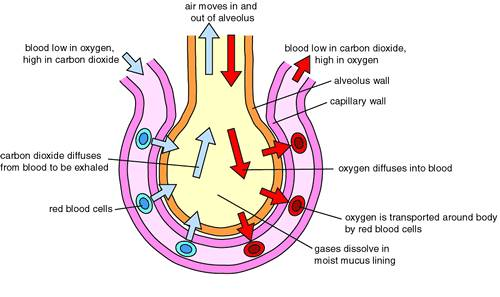 air moves in and
out of alveolus
blood low in oxygen,
high in carbon dioxide
blood low in carbon dioxide,
high in oxygen
alveolus wall
capillary wall
carbon dioxide diffuses
from blood to be exhaled
oxygen diffuses into blood
red blood cells
oxygen is transported around body
by red blood cells
gases dissolve in
moist mucus lining